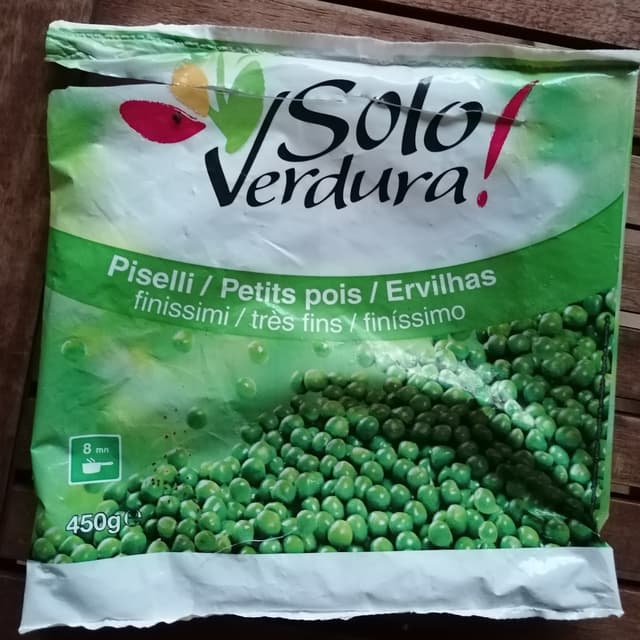 Solo
Verdura!
Piselli / Petits pois / Ervilhas
finissimi / très fins / finíssimo
8 mn
450g e